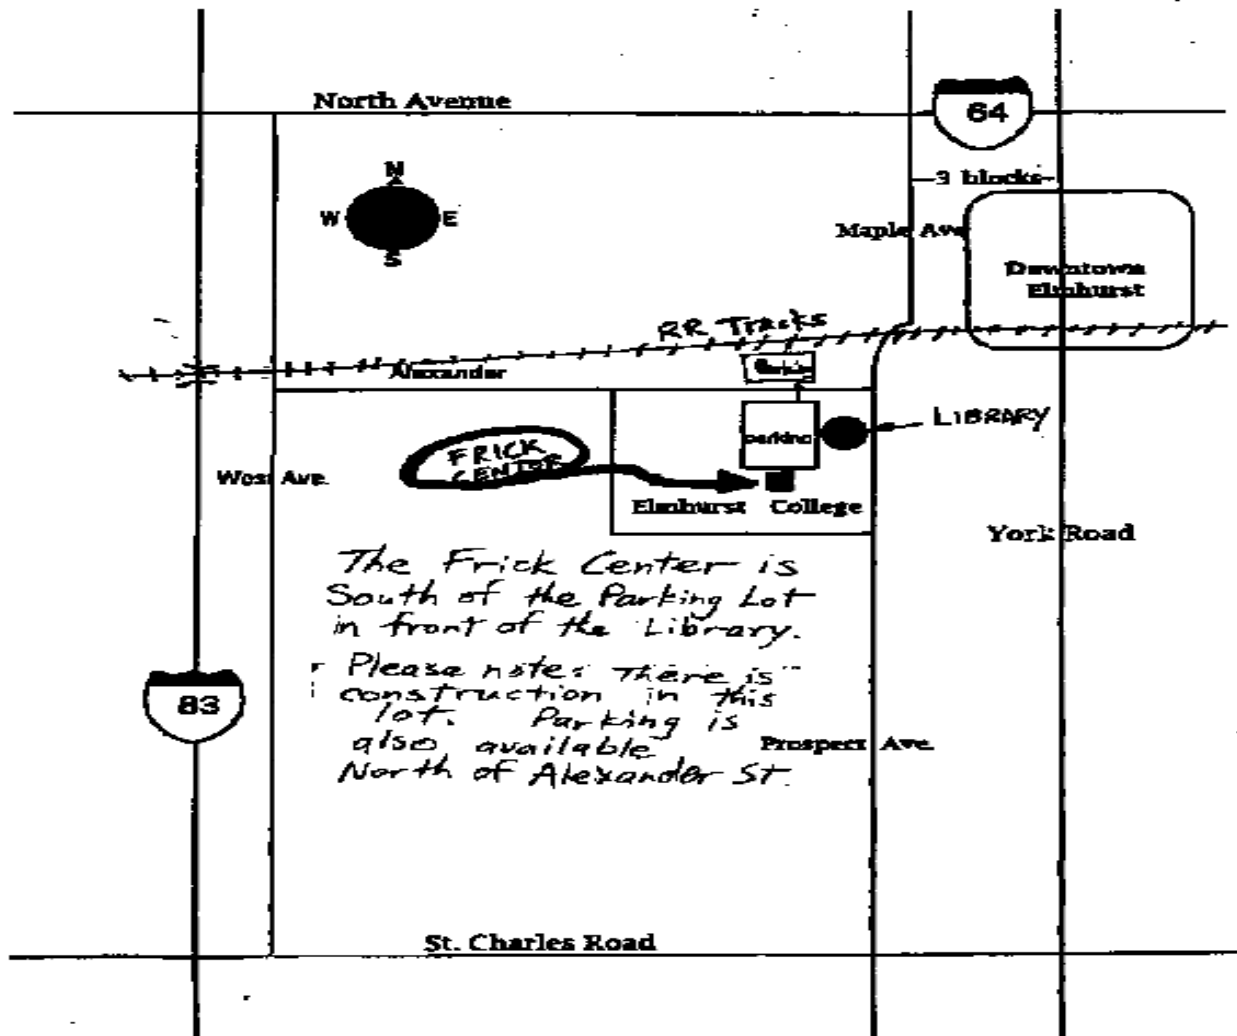 North Avenue
64
3 blocks
N
W E
S
Maple Ave
Downtown
Elmhurst
RR Tracks
Alexander
LIBRARY
parking
FRICK
CENTER
West Ave.
Elmhurst College
York Road
The Frick Center is
South of the Parking Lot
in front of the Library.
Please note: There is
construction in this
lot. Parking is
also available
North of Alexander St.
83
Prospect Ave.
St. Charles Road